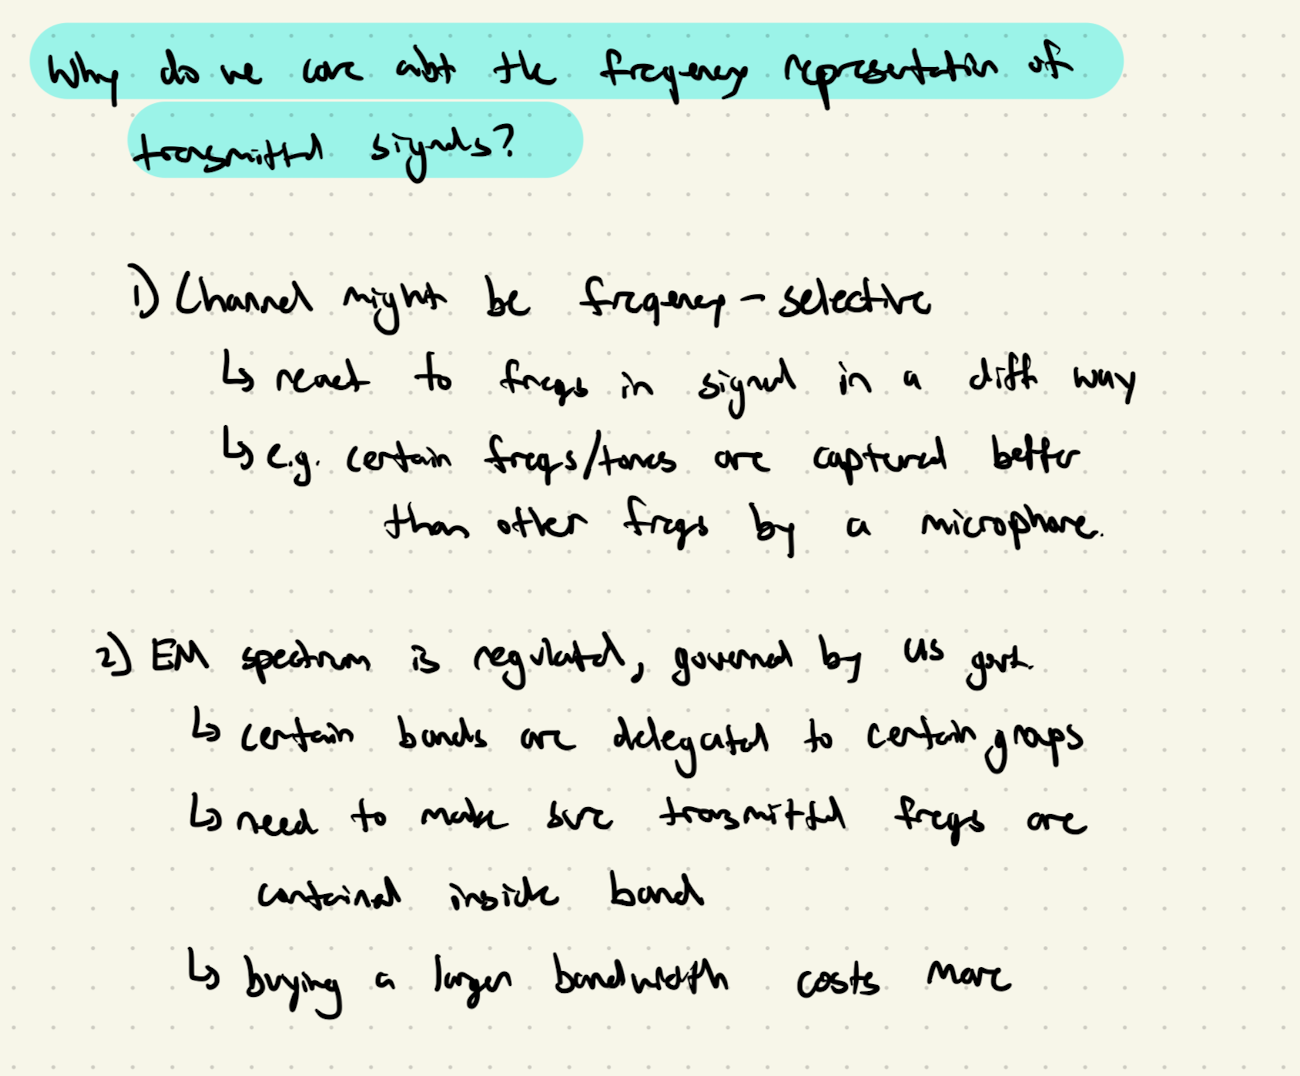 Why do we care abt the frequency representation of
transmitted signals?
1) Channel might be frequency-selective
↳ react to freqs in signal in a diff way
↳ e.g. certain freqs/tones are captured better
than other freqs by a microphone.
2) EM spectrum is regulated, governed by US govt.
↳ certain bands are delegated to certain groups
↳ need to make sure transmitted freqs are
contained inside band
↳ buying a larger bandwidth costs more